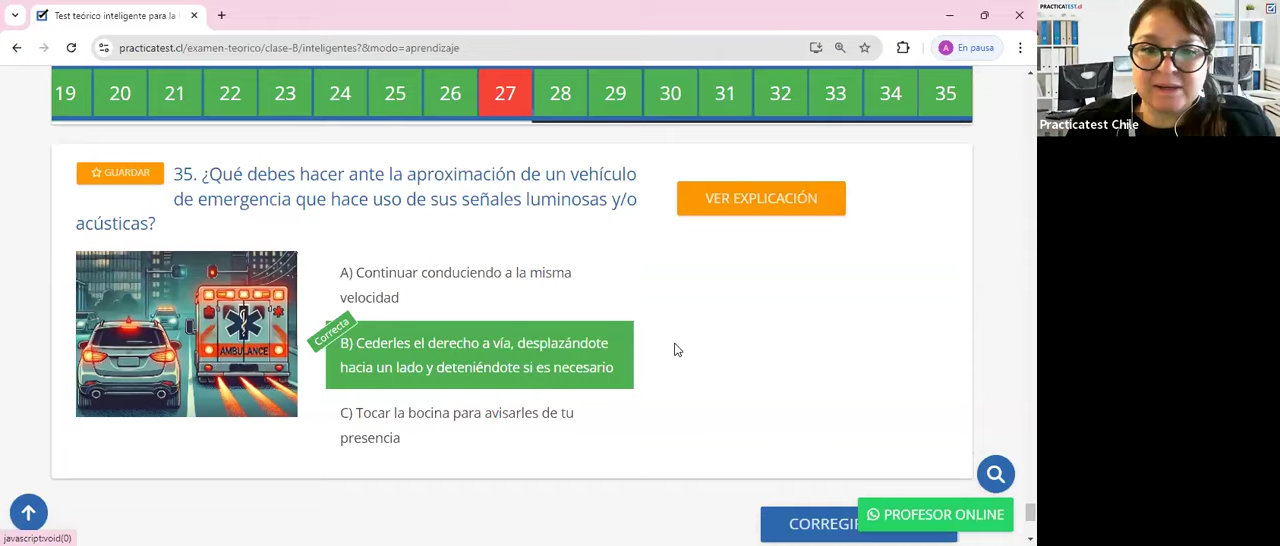 Test teórico inteligente para la l
practicatest.cl/examen-teorico/clase-B/inteligentes?&modo=aprendizaje
A
En pausa
PRACTICATEST.cl
Practicatest Chile
19 20 21 22 23 24 25 26 27 28 29 30 31 32 33 34 35
GUARDAR
35. ¿Qué debes hacer ante la aproximación de un vehículo
de emergencia que hace uso de sus señales luminosas y/o
acústicas?
VER EXPLICACIÓN
AMBULANCE
A) Continuar conduciendo a la misma
velocidad
Correcta
B) Cederles el derecho a vía, desplazándote
hacia un lado y deteniéndote si es necesario
C) Tocar la bocina para avisarles de tu
presencia
CORREGI
PROFESOR ONLINE
javascript:void(0)